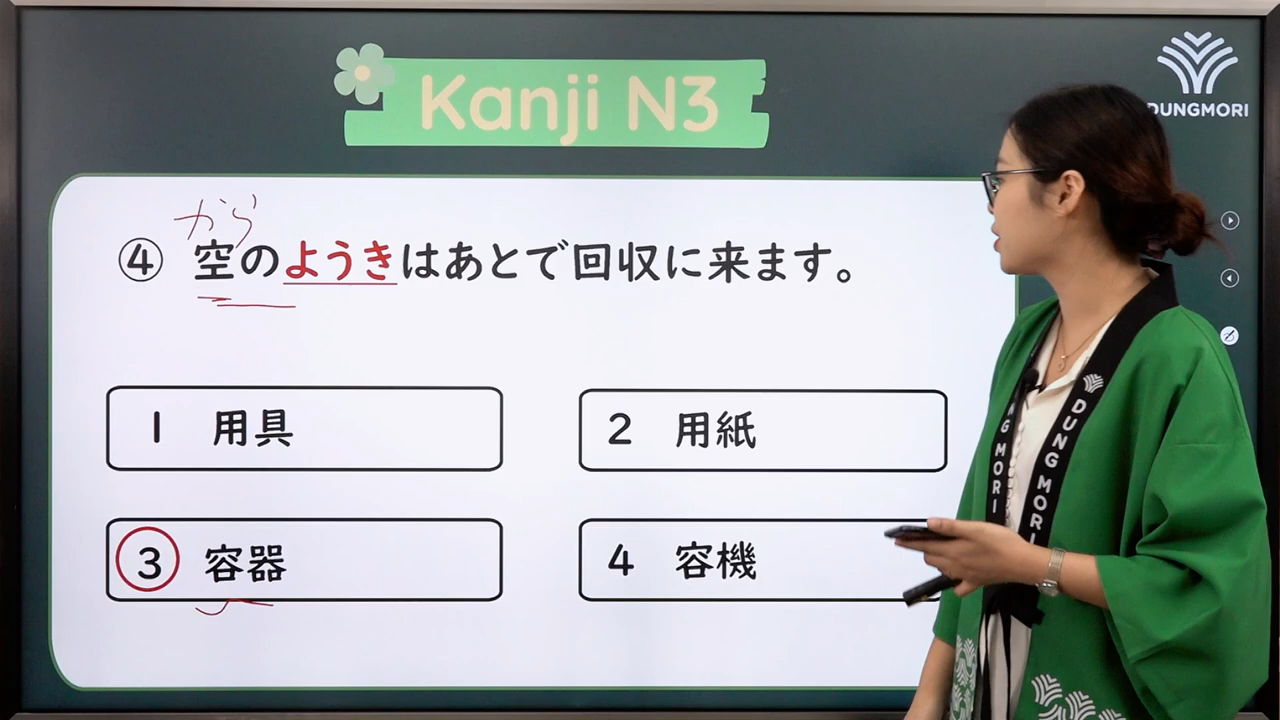 Kanji N3
DUNGMORI
から
④ 空のようきはあとで回収に来ます。
1 用具
2 用紙
③ 容器
4 容機
NG MORI
DUNG MORI